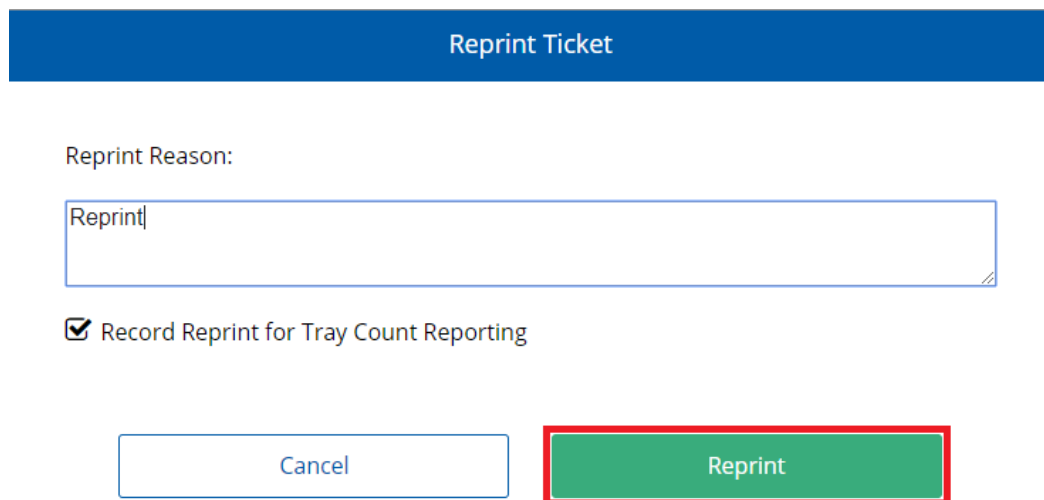 Reprint Ticket
Reprint Reason:
Reprint
Record Reprint for Tray Count Reporting
Cancel Reprint